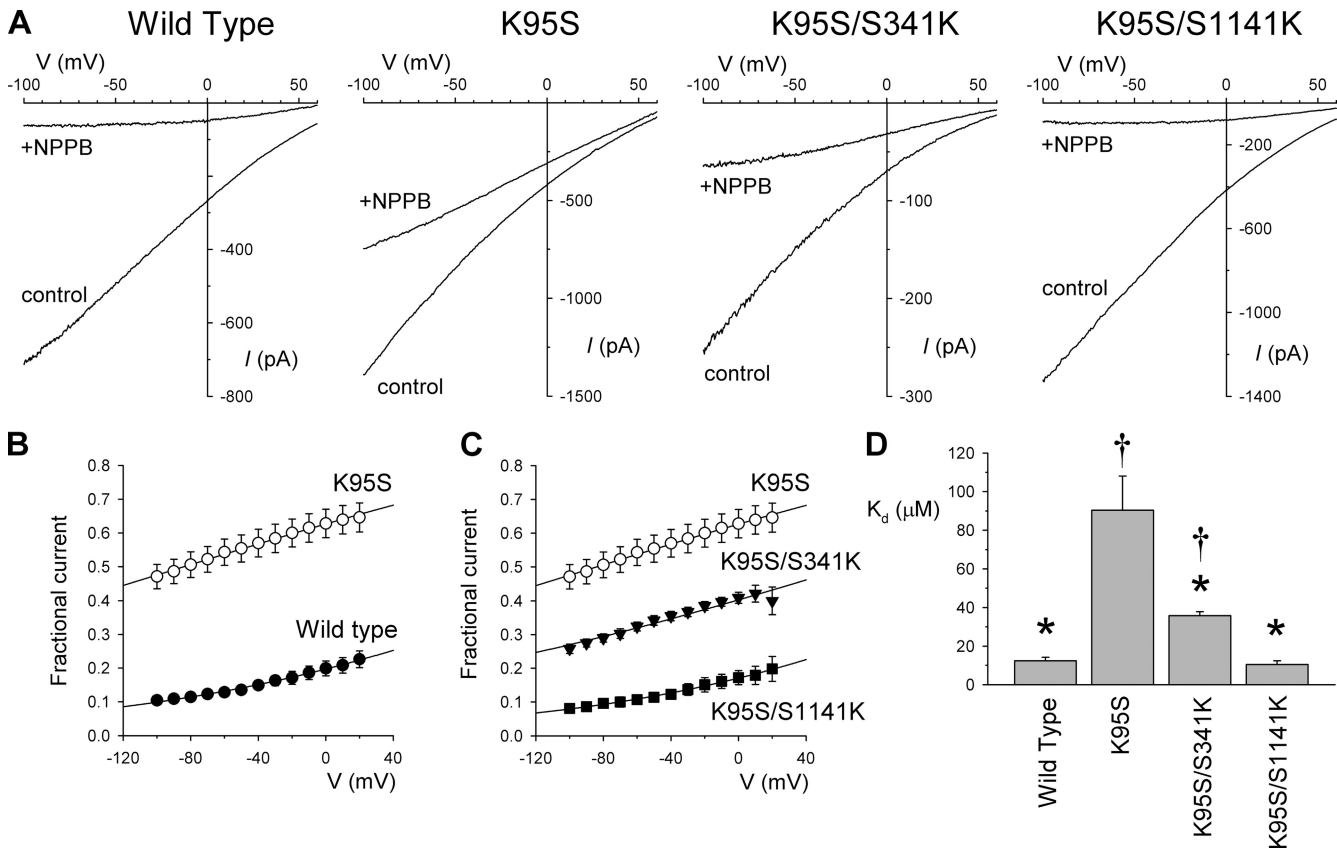 A
Wild Type K95S K95S/S341K K95S/S1141K
V (mV) V (mV) V (mV) V (mV)
-100 -50 0 50 -100 -50 0 50 -100 -50 0 50 -100 -50 0 50
+NPPB +NPPB +NPPB +NPPB
control control control control
-400
-600
-800
I (pA)
-500
-1000
-1500
I (pA)
-100
-200
-300
I (pA)
-200
-600
-1000
-1400
I (pA)
B
Fractional current
0.8
0.7
0.6
0.5
0.4
0.3
0.2
0.1
0.0
K95S
Wild type
-120 -80 -40 0 40
V (mV)
C
Fractional current
0.8
0.7
0.6
0.5
0.4
0.3
0.2
0.1
0.0
K95S
K95S/S341K
K95S/S1141K
-120 -80 -40 0 40
V (mV)
D
Kd (μM)
120
100
80
60
40
20
0
* † † * *
Wild Type
K95S
K95S/S341K
K95S/S1141K